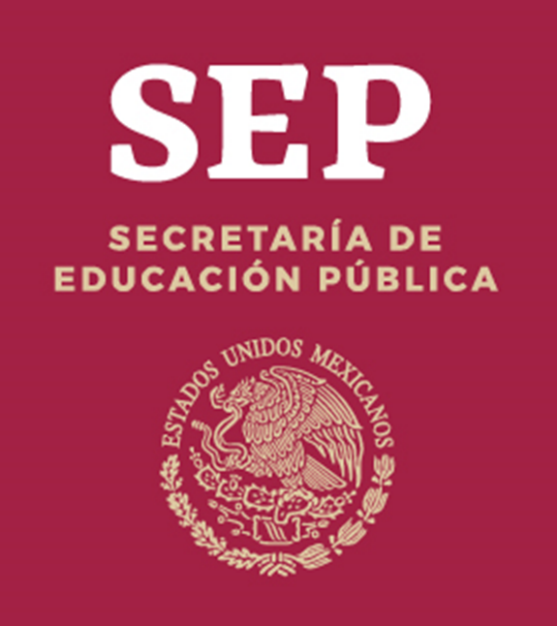 SEP
SECRETARÍA DE
EDUCACIÓN PÚBLICA
ESTADOS UNIDOS MEXICANOS